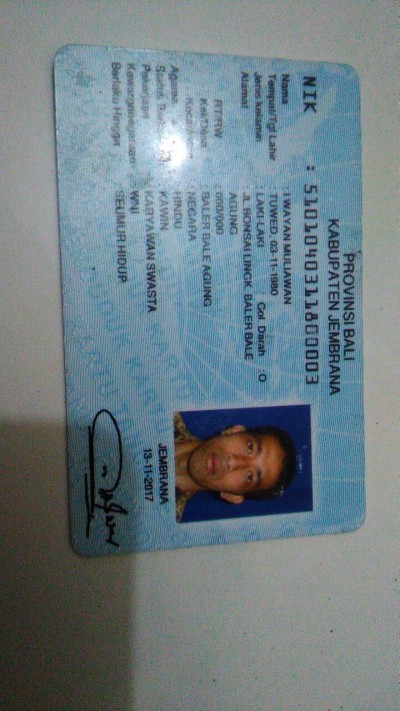 PROVINSI BALI
KABUPATEN JEMBRANA
NIK : 5101040311800003
Nama : I WAYAN MULIAWAN
Tempat/Tgl Lahir : TUWED, 03-11-1980
Jenis kelamin : LAKI-LAKI Gol. Darah : O
Alamat : JL.BONSAI LINGK. BALER BALE
AGUNG
RT/RW : 000/000
Kel/Desa : BALER BALE AGUNG
Kecamatan : NEGARA
Agama : HINDU
Status : KAWIN
Pekerjaan : KARYAWAN SWASTA
Kewarganegaraan : WNI
Berlaku Hingga : SEUMUR HIDUP
JEMBRANA
13-11-2017